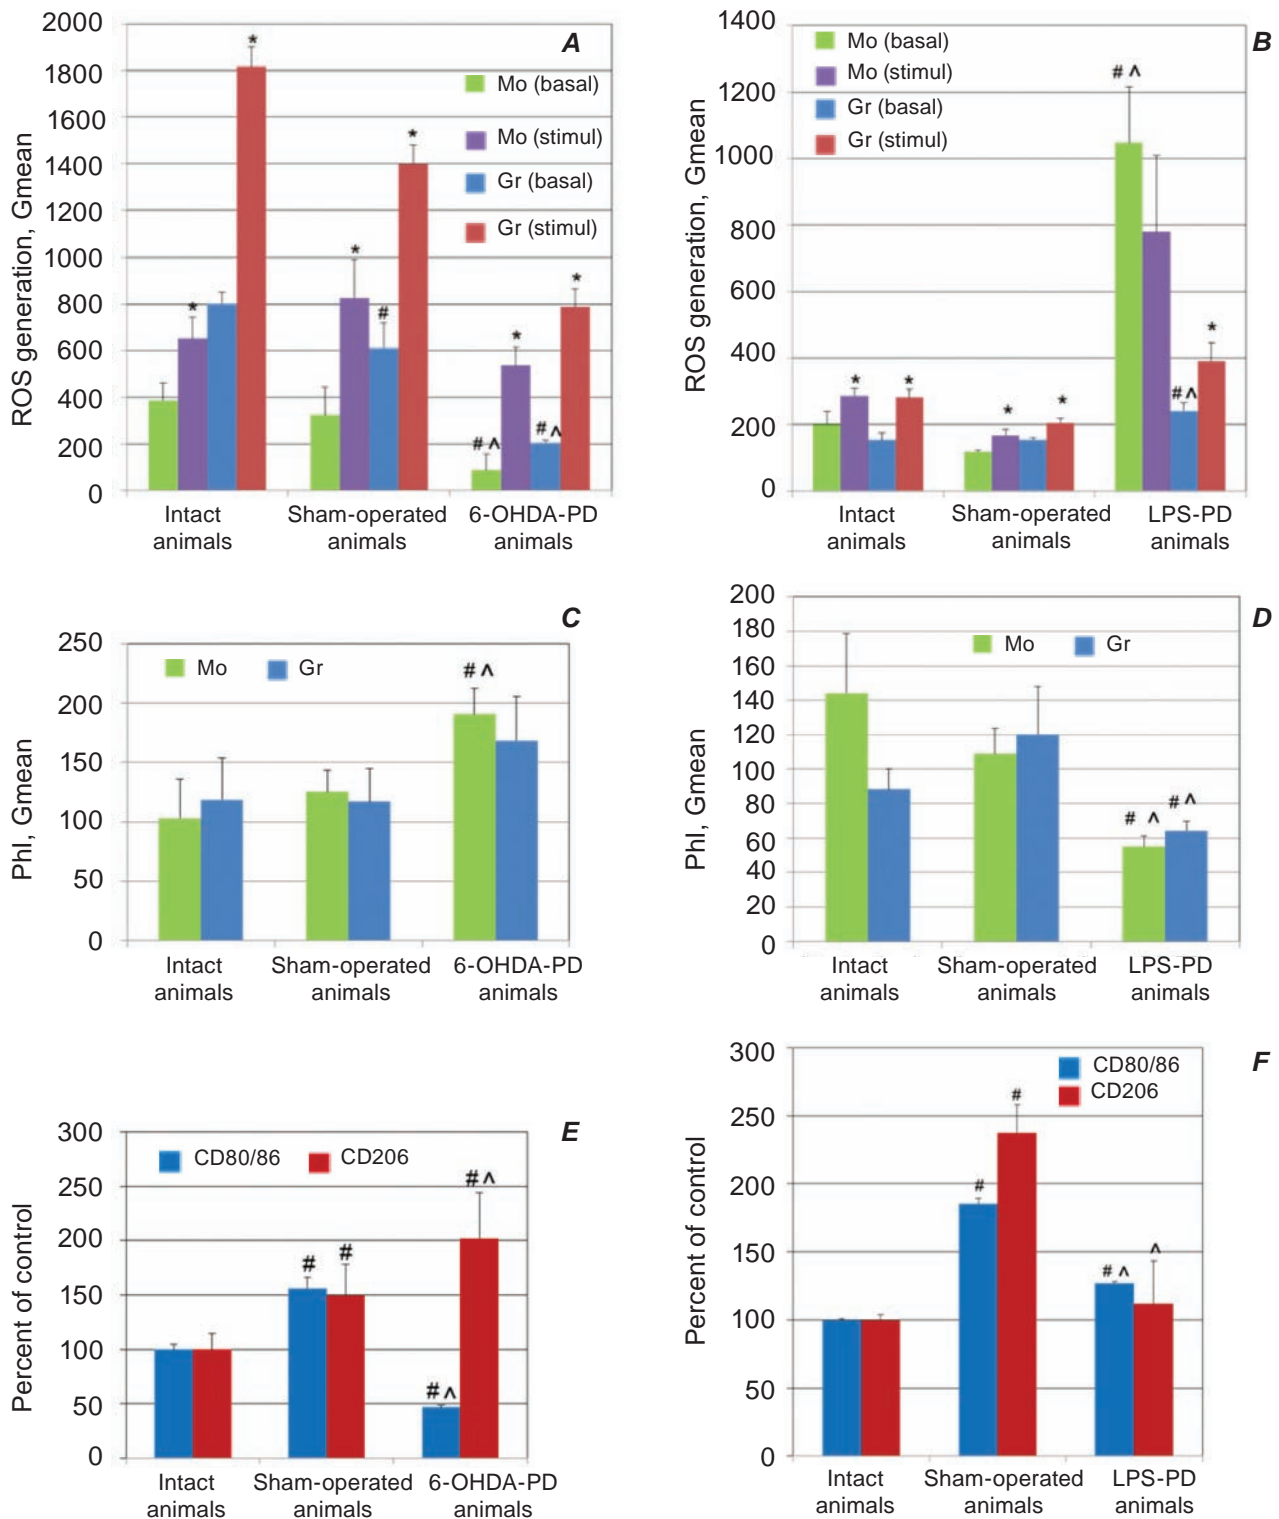 A
2000
1800
1600
1400
1200
1000
800
600
400
200
0
ROS generation, Gmean
Mo (basal)
Mo (stimul)
Gr (basal)
Gr (stimul)
*
*
*
*
#
*
*
*
# ^
# ^
Intact animals
Sham-operated animals
6-OHDA-PD animals
B
1400
1200
1000
800
600
400
200
0
ROS generation, Gmean
Mo (basal)
Mo (stimul)
Gr (basal)
Gr (stimul)
# ^
*
*
*
*
# ^
*
Intact animals
Sham-operated animals
LPS-PD animals
C
250
200
150
100
50
0
PhI, Gmean
Mo
Gr
# ^
Intact animals
Sham-operated animals
6-OHDA-PD animals
D
200
180
160
140
120
100
80
60
40
20
0
PhI, Gmean
Mo
Gr
# ^
# ^
Intact animals
Sham-operated animals
LPS-PD animals
E
300
250
200
150
100
50
0
Percent of control
CD80/86
CD206
#
#
# ^
# ^
Intact animals
Sham-operated animals
6-OHDA-PD animals
F
300
250
200
150
100
50
0
Percent of control
CD80/86
CD206
#
#
# ^
^
Intact animals
Sham-operated animals
LPS-PD animals